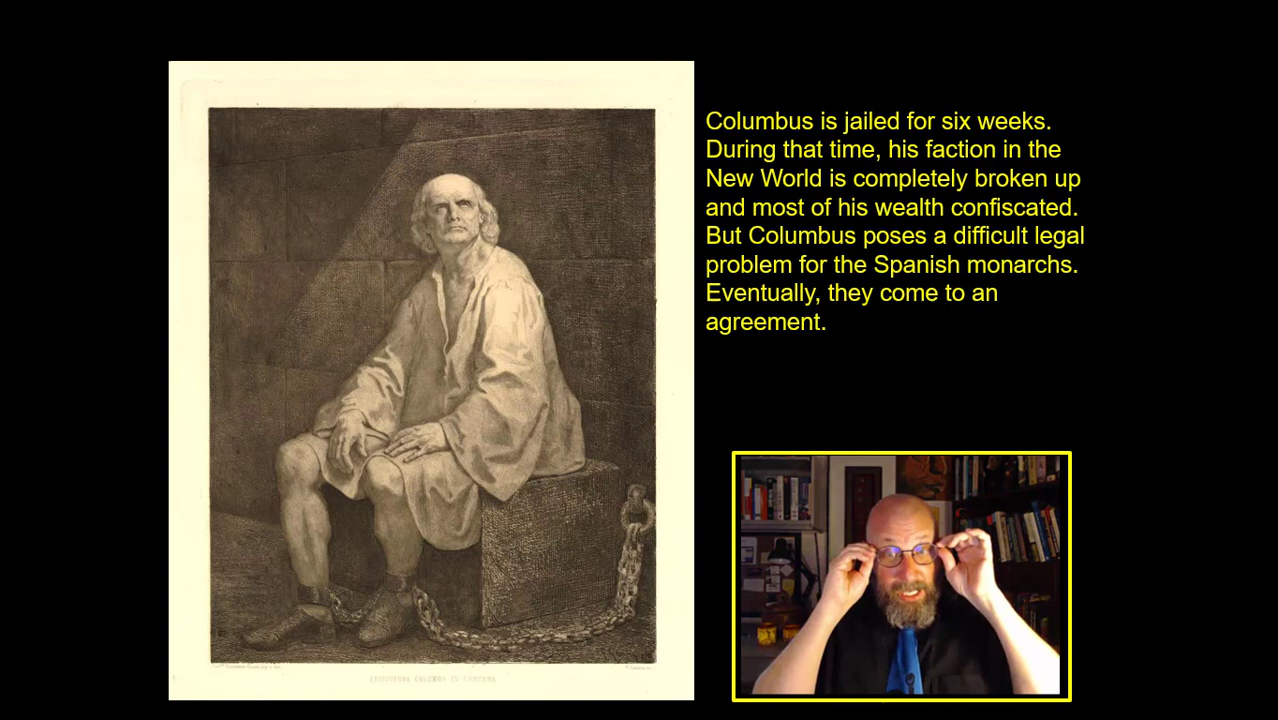 Columbus is jailed for six weeks.
During that time, his faction in the
New World is completely broken up
and most of his wealth confiscated.
But Columbus poses a difficult legal
problem for the Spanish monarchs.
Eventually, they come to an
agreement.